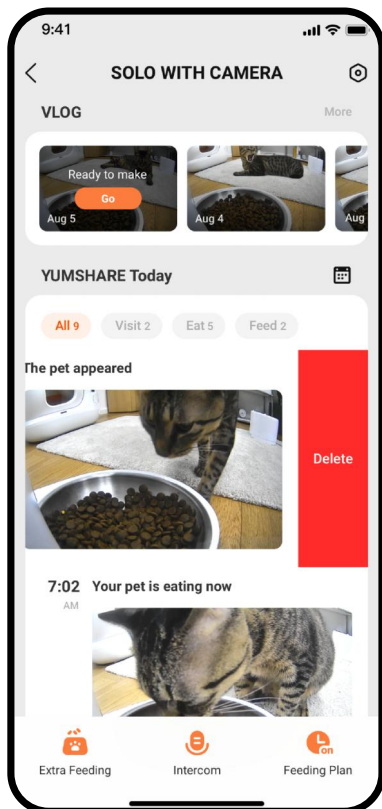 9:41
SOLO WITH CAMERA
VLOG More
Ready to make
Go
Aug 5
Aug 4
Aug
YUMSHARE Today
All 9 Visit 2 Eat 5 Feed 2
The pet appeared
Delete
7:02 Your pet is eating now
AM
on
Extra Feeding Intercom Feeding Plan